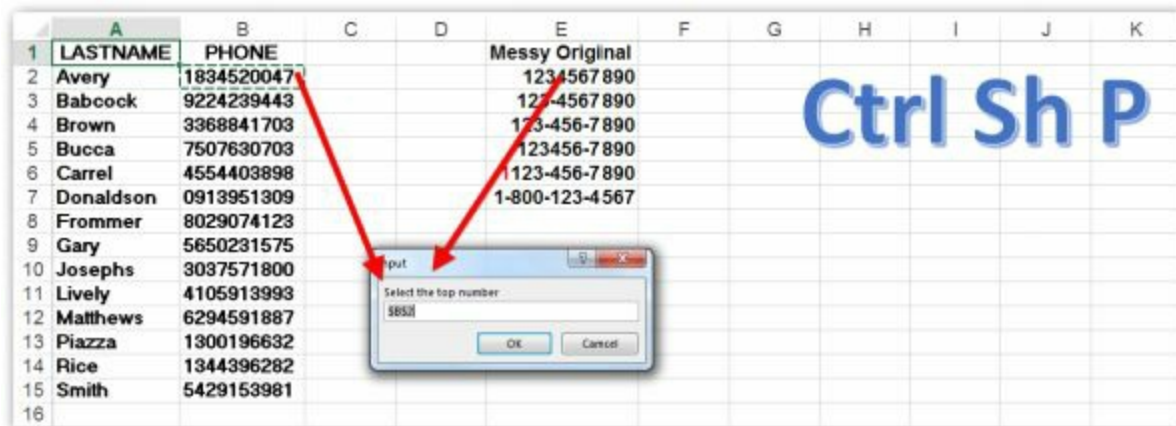 A B C D E F G H I J K
1 LASTNAME PHONE Messy Original
2 Avery 1834520047 1234567890
3 Babcock 9224239443 123-4567890
4 Brown 3368841703 123-456-7890
5 Bucca 7507630703 123456-7890
6 Carrel 4554403898 1123-456-7890
7 Donaldson 0913951309 1-800-123-4567
8 Frommer 8029074123
9 Gary 5650231575
10 Josephs 3037571800
11 Lively 4105913993
12 Matthews 6294591887
13 Piazza 1300196632
14 Rice 1344396282
15 Smith 5429153981
16
Ctrl Sh P
Select the top number
$B$2
OK Cancel